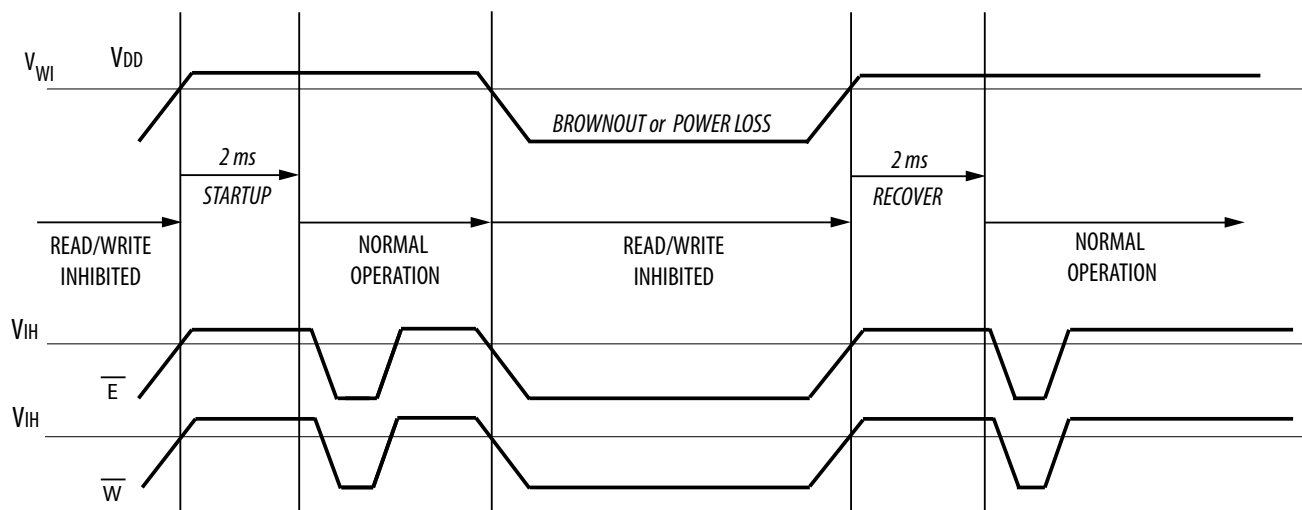 VWI VDD
BROWNOUT or POWER LOSS
2 ms
STARTUP
2 ms
RECOVER
READ/WRITE
INHIBITED
NORMAL
OPERATION
READ/WRITE
INHIBITED
NORMAL
OPERATION
VIH
E
VIH
W